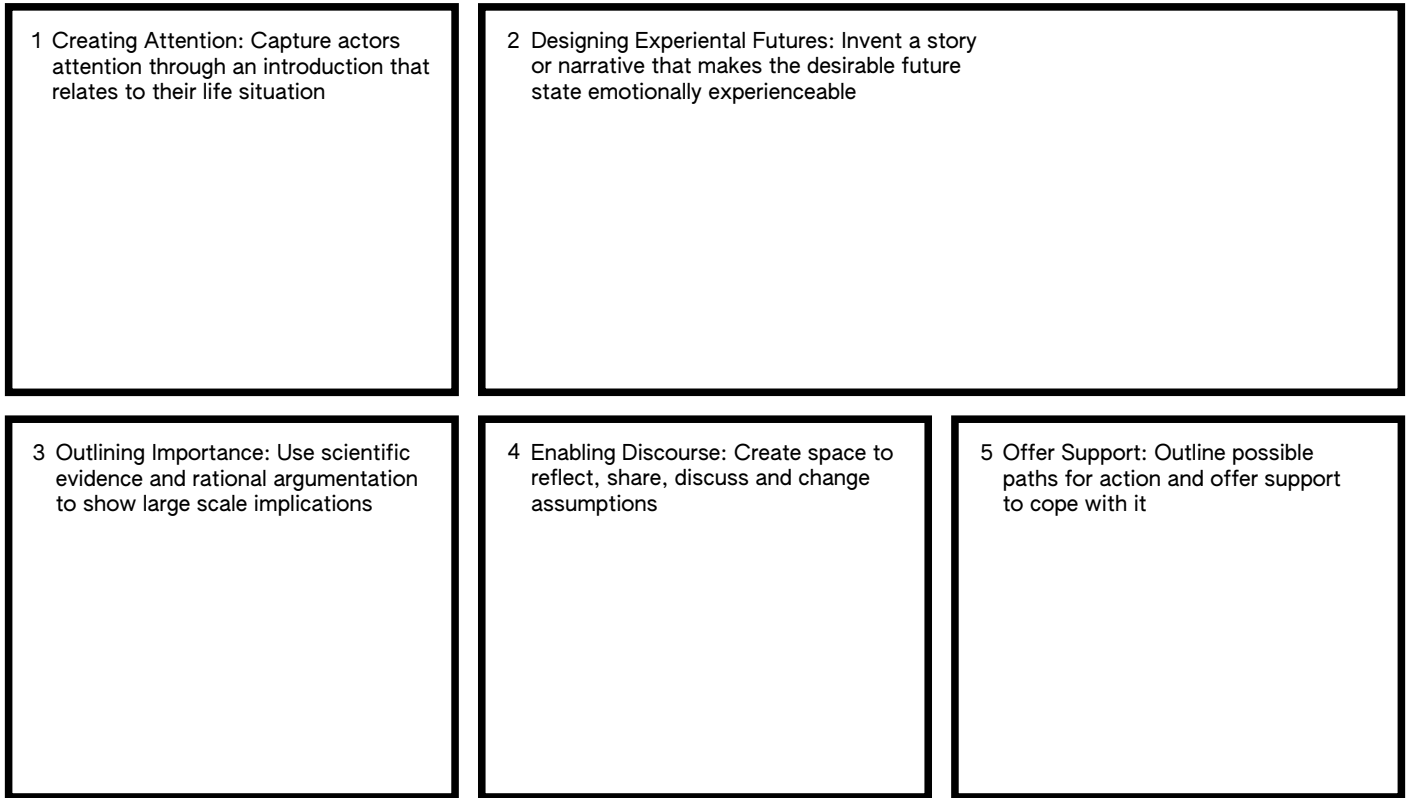 1 Creating Attention: Capture actors
attention through an introduction that
relates to their life situation
2 Designing Experiental Futures: Invent a story
or narrative that makes the desirable future
state emotionally experienceable
3 Outlining Importance: Use scientific
evidence and rational argumentation
to show large scale implications
4 Enabling Discourse: Create space to
reflect, share, discuss and change
assumptions
5 Offer Support: Outline possible
paths for action and offer support
to cope with it